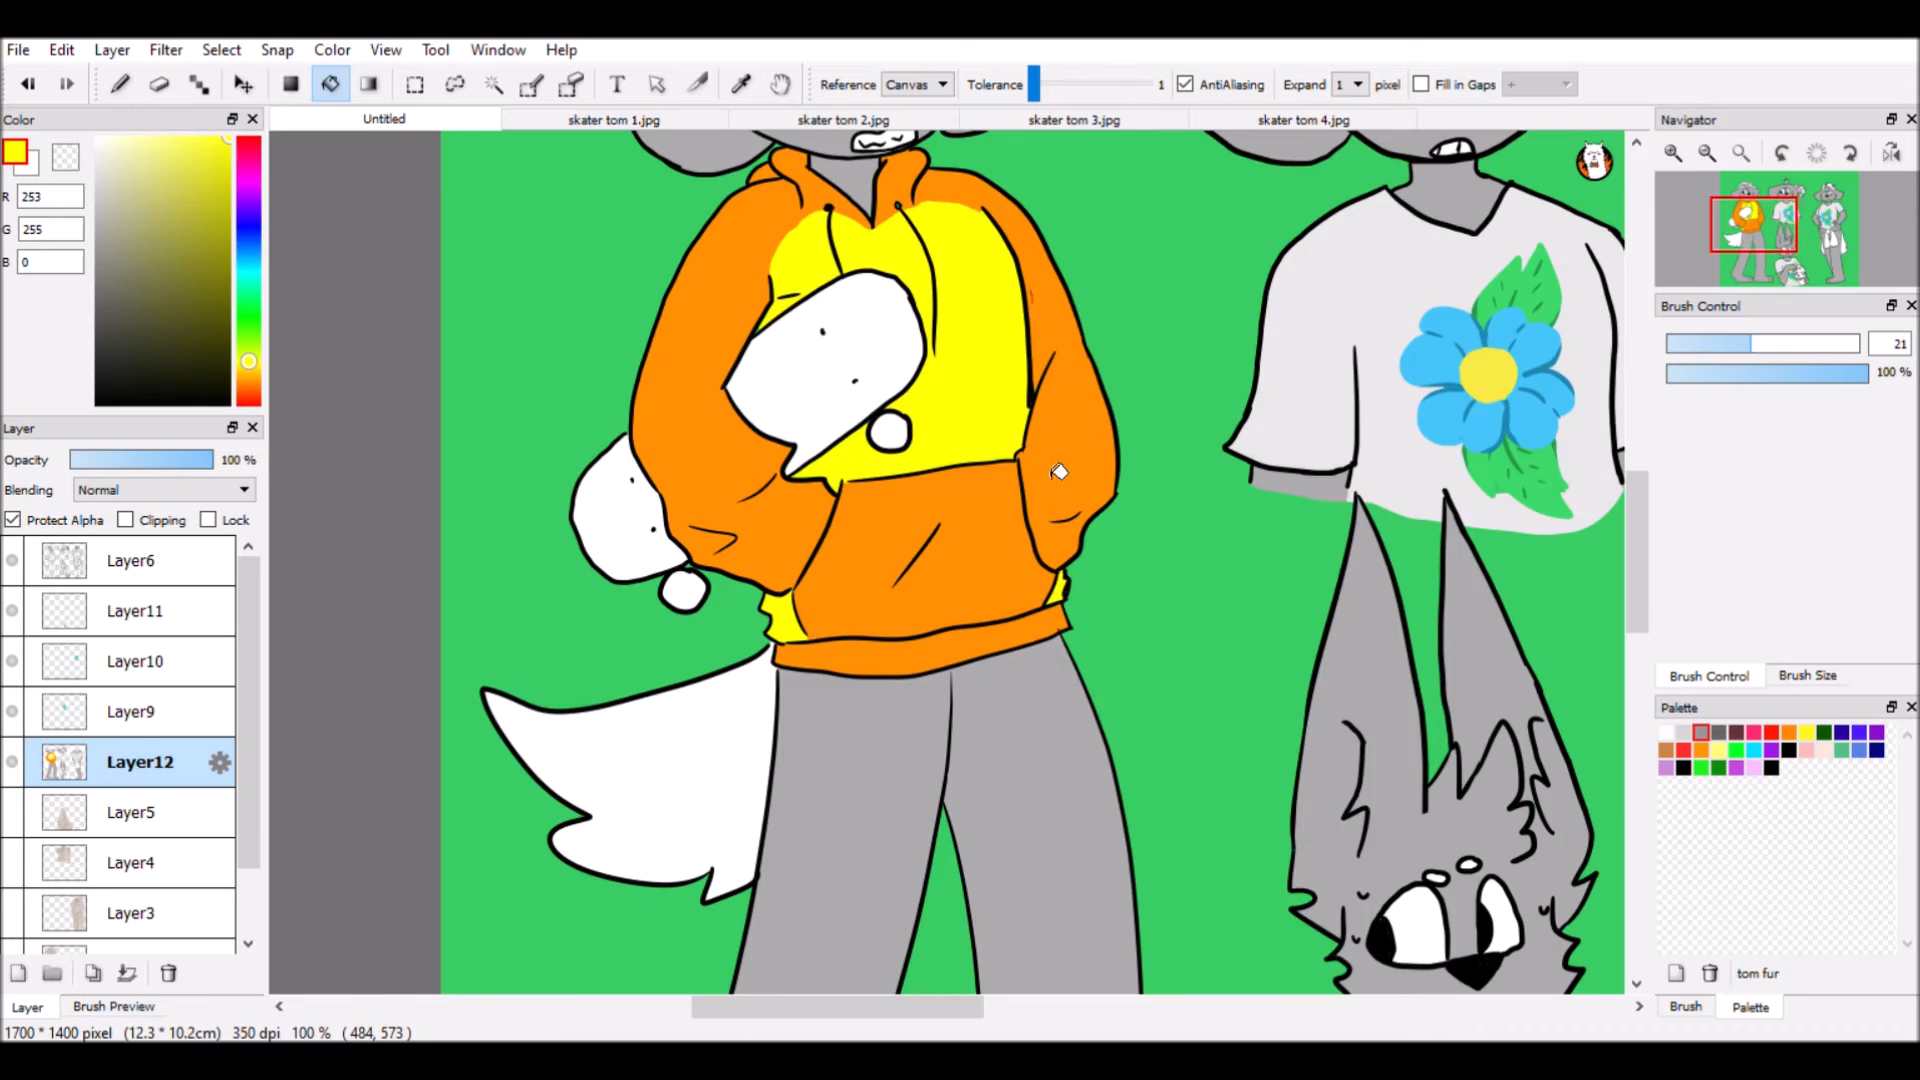 File Edit Layer Filter Select Snap Color View Tool Window Help
Reference Canvas Tolerance 1 AntiAliasing Expand 1 pixel Fill in Gaps +
Color
Untitled skater tom 1.jpg skater tom 2.jpg skater tom 3.jpg skater tom 4.jpg
Navigator
R 253
G 255
B 0
Brush Control
21
100 %
Layer
Opacity 100 %
Blending Normal
Protect Alpha Clipping Lock
Layer6
Layer11
Layer10
Layer9
Layer12
Layer5
Layer4
Layer3
Brush Control Brush Size
Palette
tom fur
Layer Brush Preview
Brush Palette
1700 * 1400 pixel (12.3 * 10.2cm) 350 dpi 100 % ( 484, 573 )